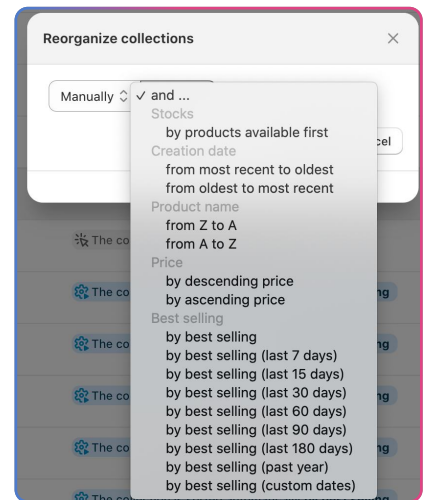 Reorganize collections
Manually
✓ and ...
Stocks
by products available first
cel
Creation date
from most recent to oldest
from oldest to most recent
Product name
from Z to A
The co
from A to Z
Price
by descending price
The co
ng
by ascending price
Best selling
by best selling
The co
ng
by best selling (last 7 days)
by best selling (last 15 days)
by best selling (last 30 days)
The co
ng
by best selling (last 60 days)
by best selling (last 90 days)
The co
ng
by best selling (last 180 days)
by best selling (past year)
by best selling (custom dates)